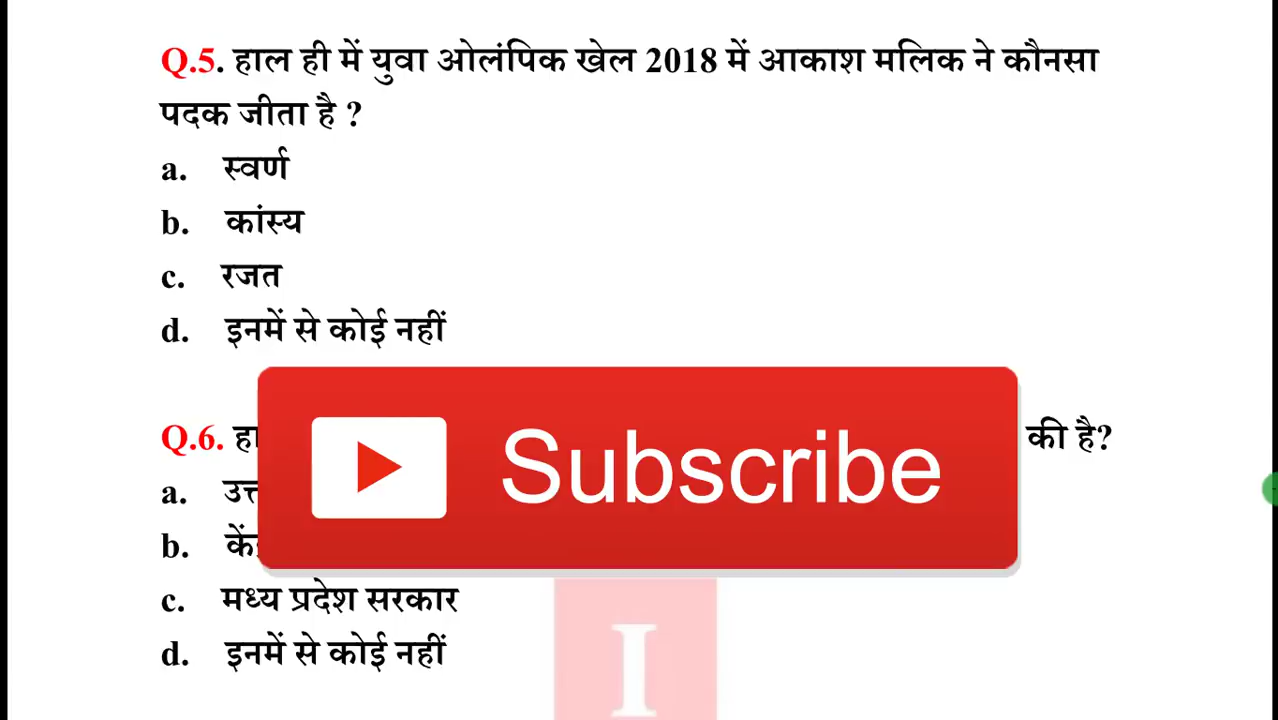 Q.5. हाल ही में युवा ओलंपिक खेल 2018 में आकाश मलिक ने कौनसा
पदक जीता है ?
a. स्वर्ण
b. कांस्य
c. रजत
d. इनमें से कोई नहीं
Q.6. की है?
a.
b.
Subscribe
c. मध्य प्रदेश सरकार
d. इनमें से कोई नहीं
I